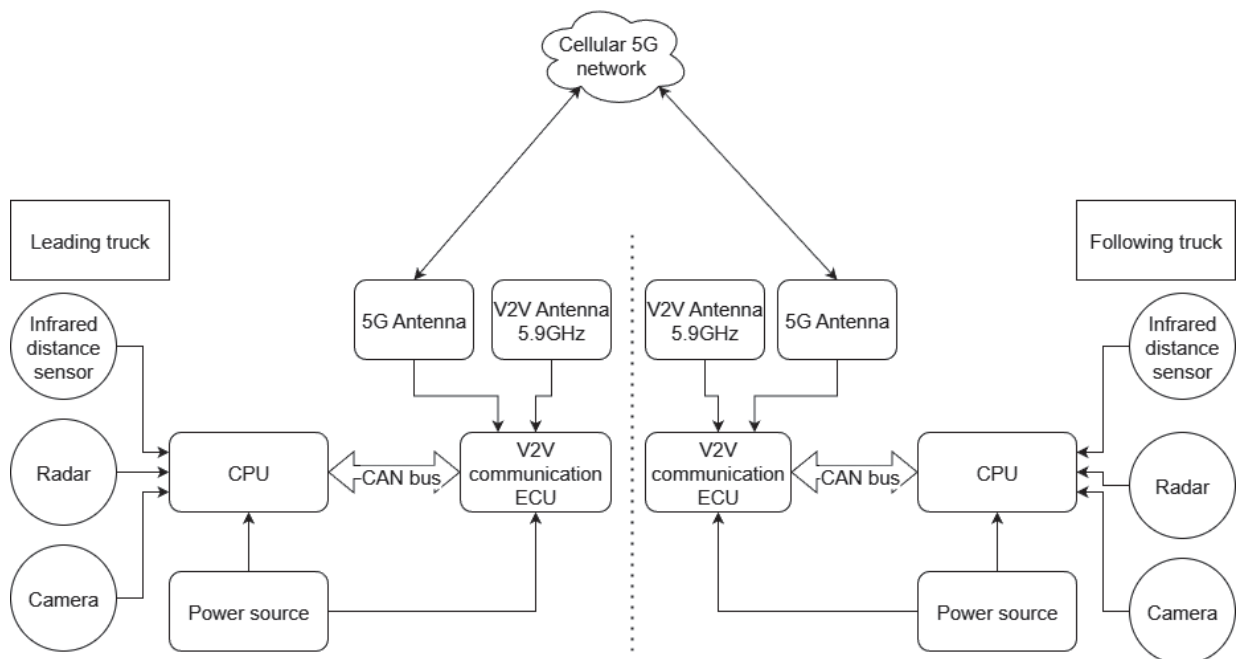 Cellular 5G
network
Leading truck
Following truck
Infrared
distance
sensor
5G Antenna
V2V Antenna
5.9GHz
V2V Antenna
5.9GHz
5G Antenna
Infrared
distance
sensor
Radar
CPU
CAN bus
V2V
communication
ECU
V2V
communication
ECU
CAN bus
CPU
Radar
Camera
Power source
Power source
Camera